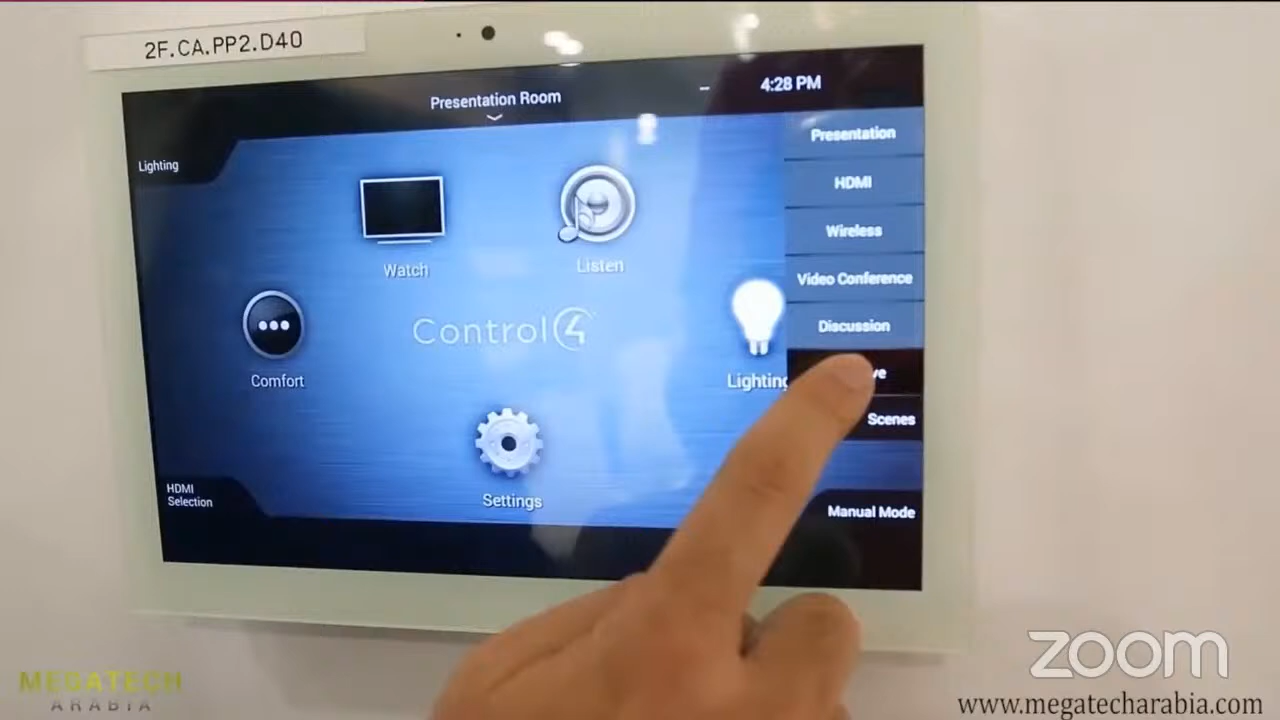 2F.CA.PP2.D40
Presentation Room
4:28 PM
Lighting
Presentation
HDMI
Wireless
Video Conference
Discussion
Scenes
Manual Mode
Watch
Listen
Comfort
Control4
Lighting
Settings
HDMI
Selection
MEGATECH
ARABIA
zoom
www.megatecharabia.com